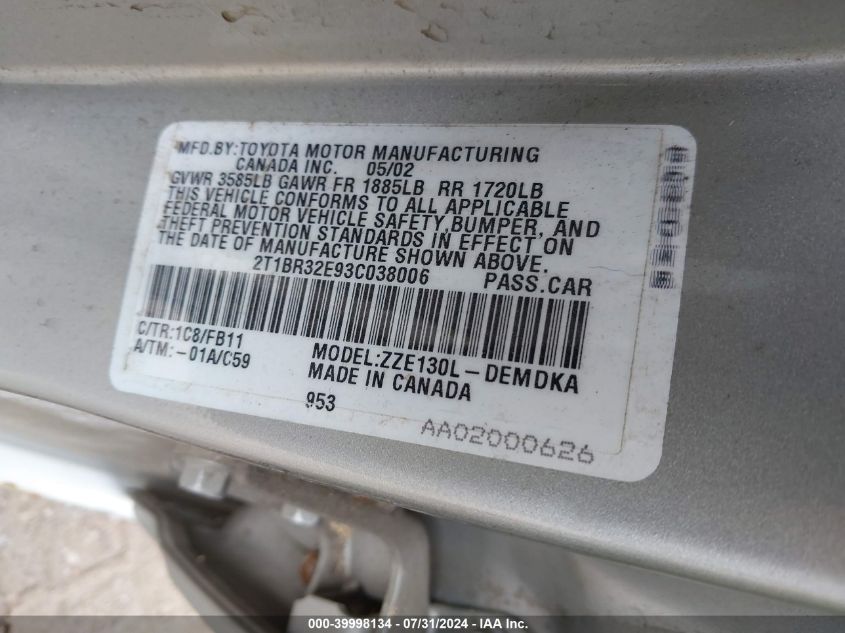 MFD.BY:TOYOTA MOTOR MANUFACTURING
CANADA INC. 05/02
GVWR 3585LB GAWR FR 1885LB RR 1720LB
THIS VEHICLE CONFORMS TO ALL APPLICABLE
FEDERAL MOTOR VEHICLE SAFETY,BUMPER, AND
THEFT PREVENTION STANDARDS IN EFFECT ON
THE DATE OF MANUFACTURE SHOWN ABOVE.
2T1BR32E93C038006 PASS.CAR
C/TR:1C8/FB11
A/TM:-01A/C59
MODEL:ZZE130L-DEMDKA
MADE IN CANADA
953
AA02000626
000-39998134 - 07/31/2024 - IAAI.COM